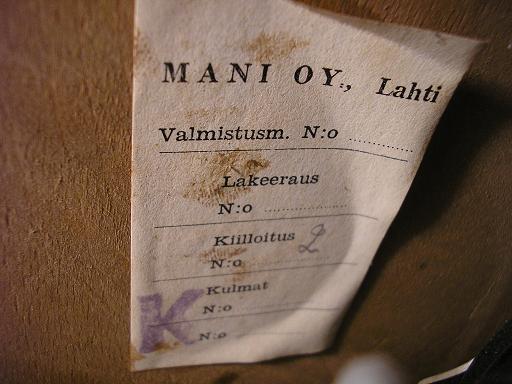 MANI OY., Lahti
Valmistusm. N:o ............
Lakeeraus
N:o ............
Kiilloitus 2
N:o ............
Kulmat
N:o ............
K
N:o ............